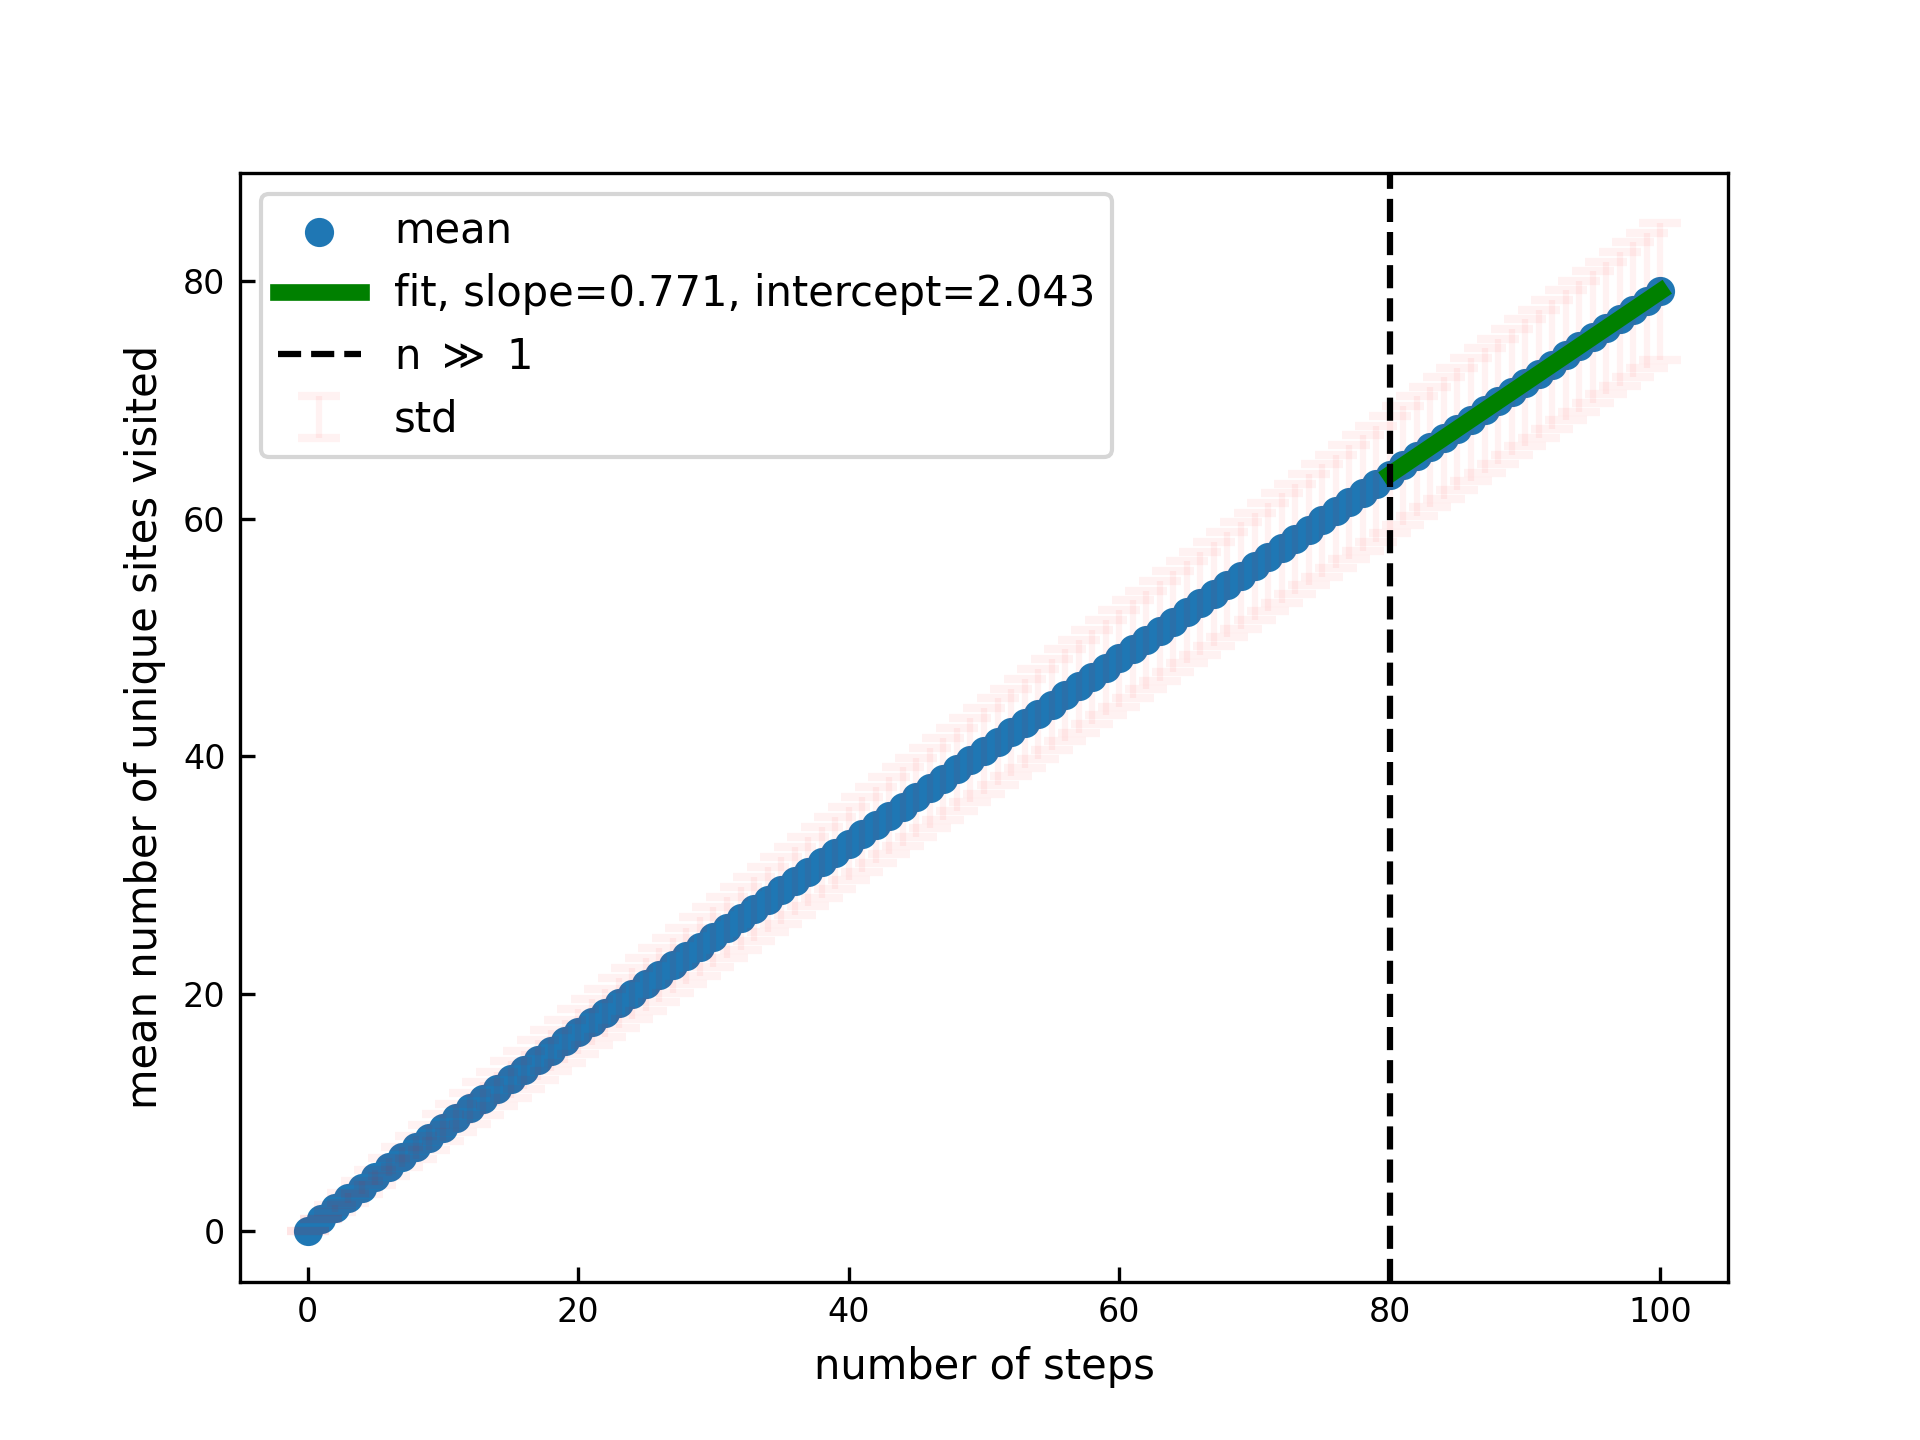 mean
fit, slope=0.771, intercept=2.043
n ≫ 1
std
80
60
40
20
0
mean number of unique sites visited
0 20 40 60 80 100
number of steps